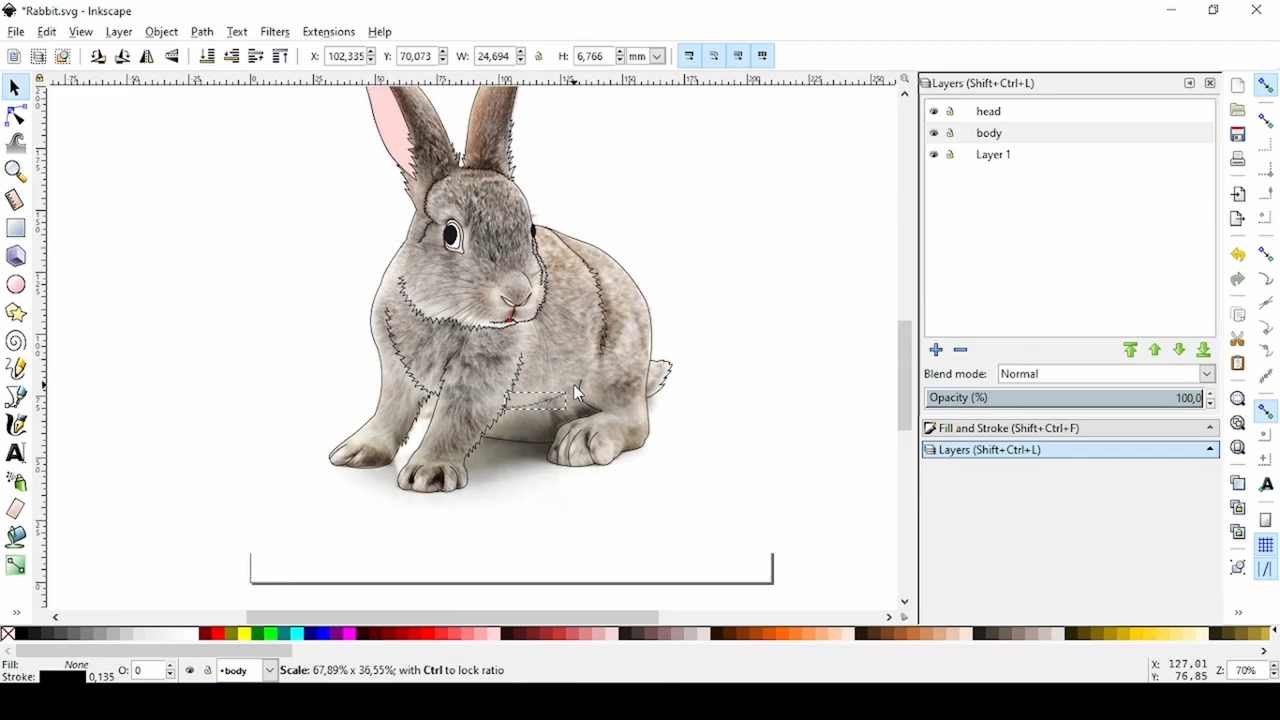 *Rabbit.svg - Inkscape
File Edit View Layer Object Path Text Filters Extensions Help
X: 102,335 Y: 70,073 W: 24,694 H: 6,766 mm
Layers (Shift+Ctrl+L)
head
body
Layer 1
Blend mode: Normal
Opacity (%) 100,0
Fill and Stroke (Shift+Ctrl+F)
Layers (Shift+Ctrl+L)
Fill: None
Stroke: 0,135
O: 0
•body
Scale: 67,89% x 36,55%; with Ctrl to lock ratio
X: 127,01
Y: 76,85
Z: 70%